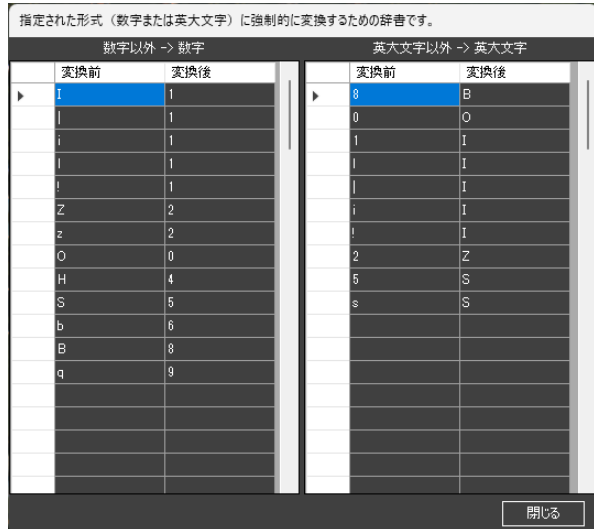 指定された形式（数字または英大文字）に強制的に変換するための辞書です。
数字以外 -> 数字
変換前 変換後
I 1
| 1
i 1
l 1
! 1
Z 2
z 2
O 0
H 4
S 5
b 6
B 8
q 9
英大文字以外 -> 英大文字
変換前 変換後
8 B
0 O
1 I
l I
| I
i I
! I
2 Z
5 S
s S
閉じる